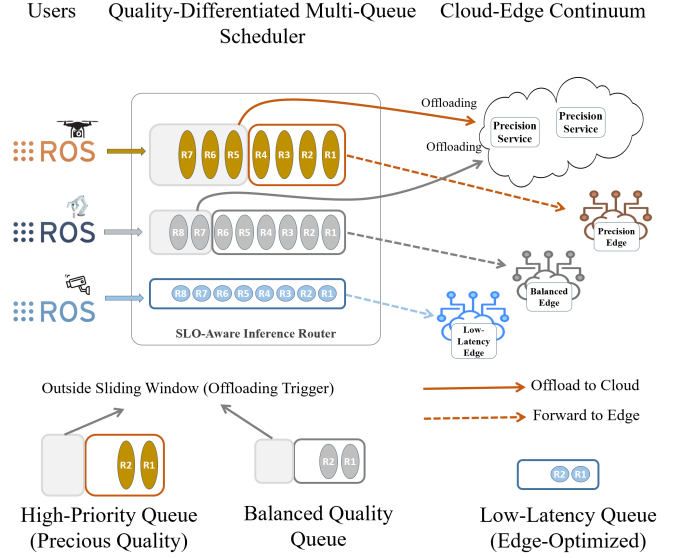 Users
Quality-Differentiated Multi-Queue
Scheduler
Cloud-Edge Continuum
Offloading
Precision
Service
Precision
Service
ROS
R7 R6 R5 R4 R3 R2 R1
Offloading
ROS
R8 R7 R6 R5 R4 R3 R2 R1
Precision
Edge
Balanced
Edge
ROS
R8 R7 R6 R5 R4 R3 R2 R1
Low-
Latency
Edge
SLO-Aware Inference Router
Outside Sliding Window (Offloading Trigger)
Offload to Cloud
Forward to Edge
R2 R1
R2 R1
R2 R1
High-Priority Queue
(Precious Quality)
Balanced Quality
Queue
Low-Latency Queue
(Edge-Optimized)